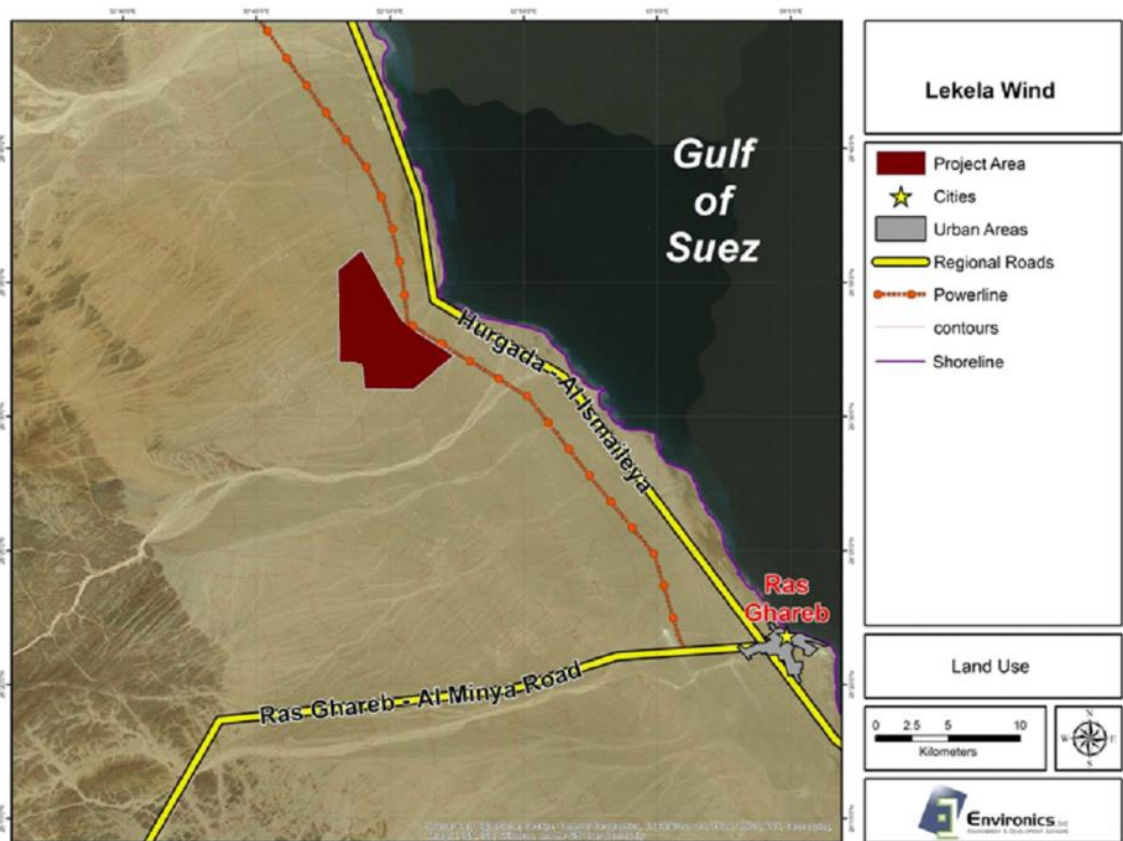 Gulf
of
Suez
Hurgada - Al Ismaileya
Ras
Ghareb
Ras Ghareb - Al Minya Road
Lekela Wind
Project Area
Cities
Urban Areas
Regional Roads
Powerline
contours
Shoreline
Land Use
0 2.5 5 10
Kilometers
N
W E
S
Environics